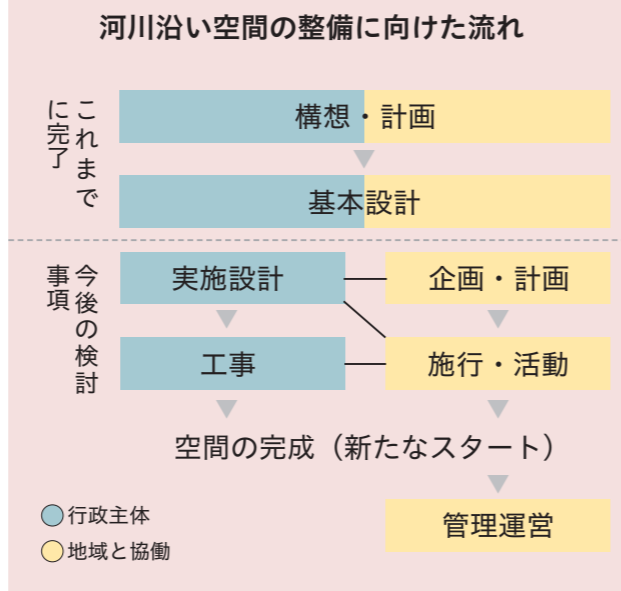 河川沿い空間の整備に向けた流れ
これまで
に完了
構想・計画
基本設計
今後の検討
事項
実施設計
企画・計画
工事
施行・活動
空間の完成（新たなスタート）
管理運営
行政主体
地域と協働